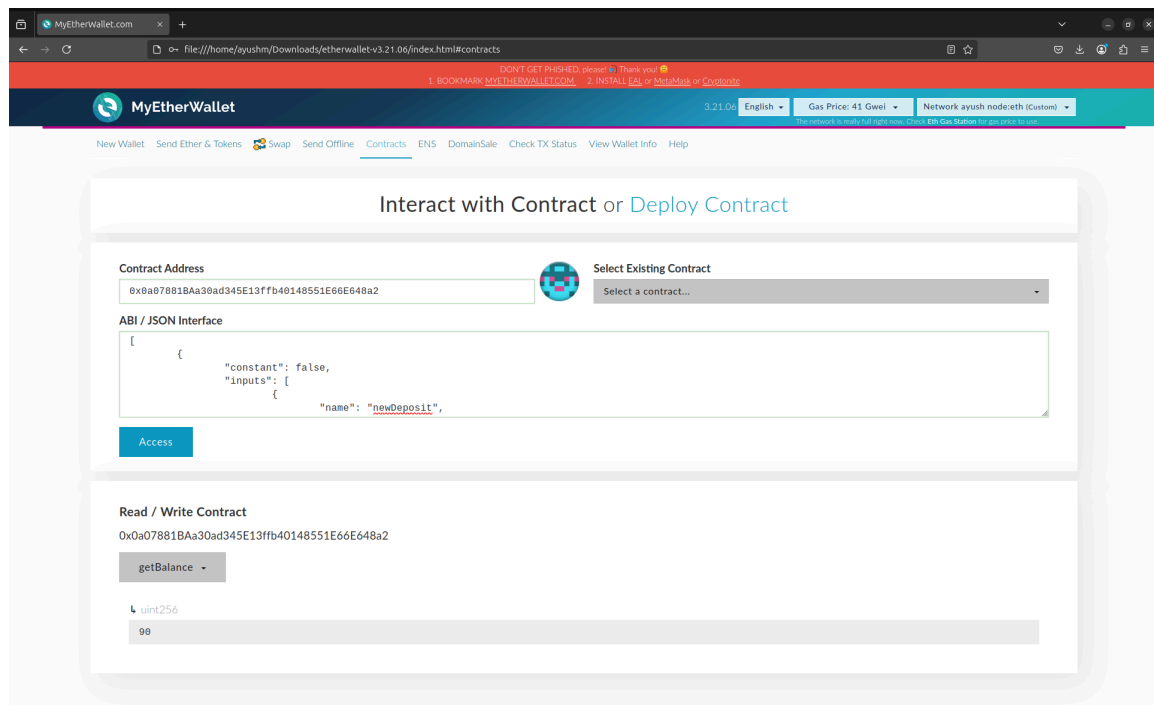 MyEtherWallet.com
file:///home/ayushm/Downloads/etherwallet-v3.21.06/index.html#contracts
DON'T GET PHISHED, please! Thank you!
1. BOOKMARK MYETHERWALLET.COM 2. INSTALL EAL or MetaMask or Cryptonite
MyEtherWallet
3.21.06 English Gas Price: 41 Gwei Network ayush node:eth (Custom)
The network is really full right now. Check Eth Gas Station for gas price to use.
New Wallet Send Ether & Tokens Swap Send Offline Contracts ENS DomainSale Check TX Status View Wallet Info Help
Interact with Contract or Deploy Contract
Contract Address Select Existing Contract
0x0a07881BAa30ad345E13ffb40148551E66E648a2 Select a contract...
ABI / JSON Interface
[
{
"constant": false,
"inputs": [
{
"name": "newDeposit",
Access
Read / Write Contract
0x0a07881BAa30ad345E13ffb40148551E66E648a2
getBalance
uint256
90